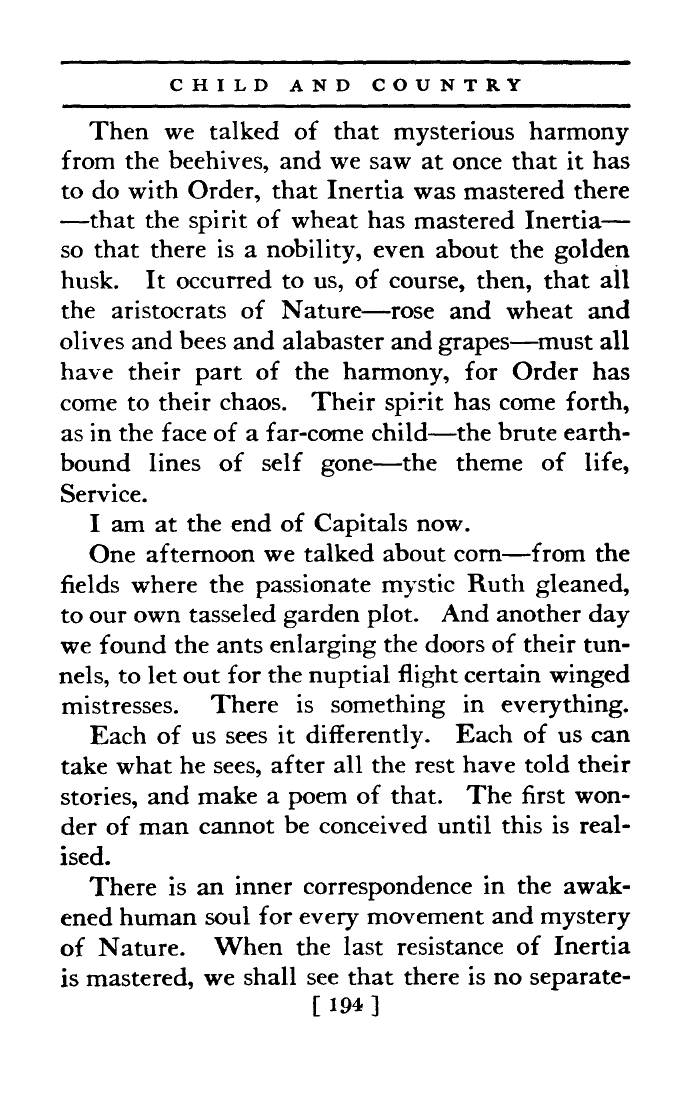 CHILD AND COUNTRY
Then we talked of that mysterious harmony
from the beehives, and we saw at once that it has
to do with Order, that Inertia was mastered there
—that the spirit of wheat has mastered Inertia—
so that there is a nobility, even about the golden
husk. It occurred to us, of course, then, that all
the aristocrats of Nature—rose and wheat and
olives and bees and alabaster and grapes—must all
have their part of the harmony, for Order has
come to their chaos. Their spirit has come forth,
as in the face of a far-come child—the brute earth-
bound lines of self gone—the theme of life,
Service.
I am at the end of Capitals now.
One afternoon we talked about corn—from the
fields where the passionate mystic Ruth gleaned,
to our own tasseled garden plot. And another day
we found the ants enlarging the doors of their tun-
nels, to let out for the nuptial flight certain winged
mistresses. There is something in everything.
Each of us sees it differently. Each of us can
take what he sees, after all the rest have told their
stories, and make a poem of that. The first won-
der of man cannot be conceived until this is real-
ised.
There is an inner correspondence in the awak-
ened human soul for every movement and mystery
of Nature. When the last resistance of Inertia
is mastered, we shall see that there is no separate-
[ 194 ]